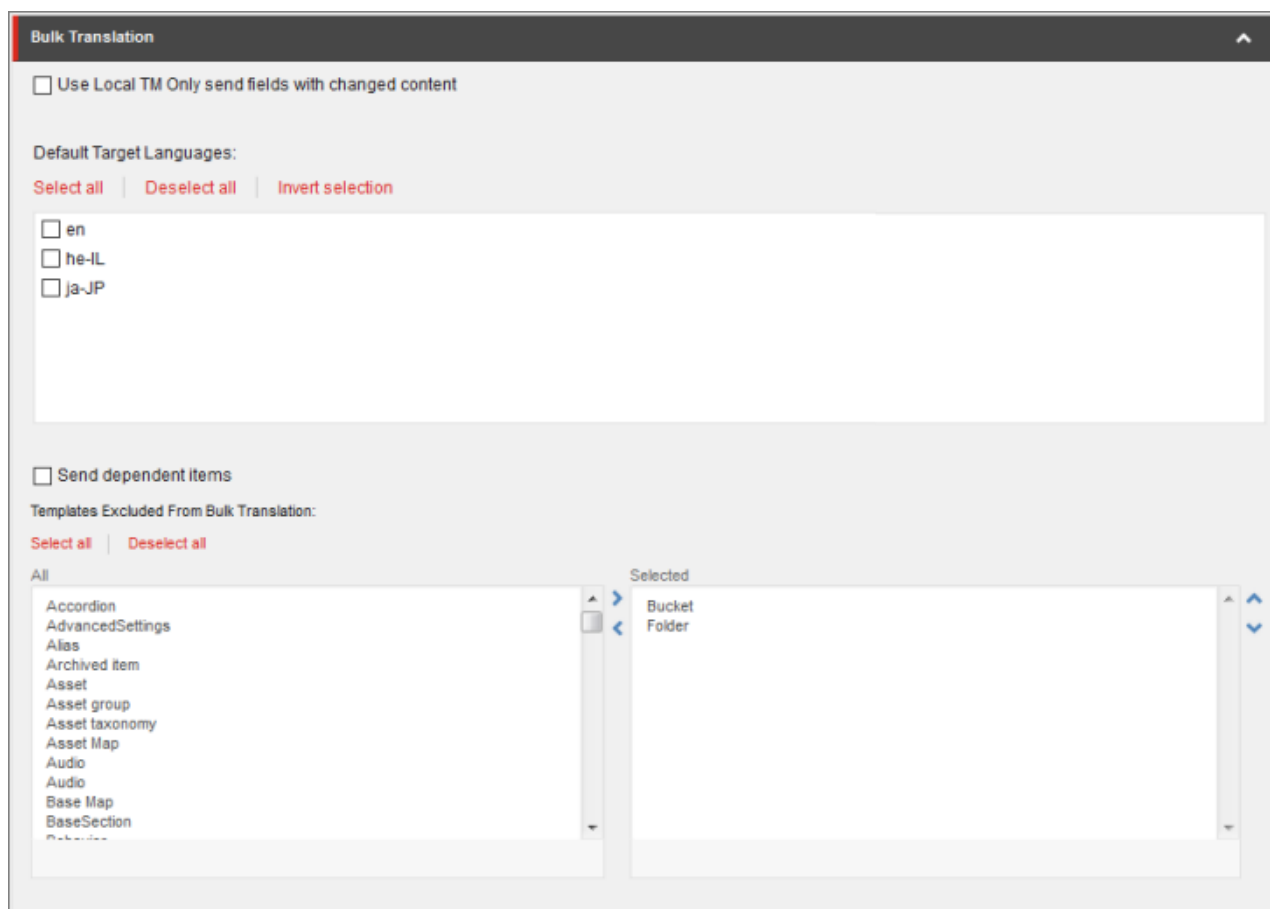 Bulk Translation
Use Local TM Only send fields with changed content
Default Target Languages:
Select all | Deselect all | Invert selection
en
he-IL
ja-JP
Send dependent items
Templates Excluded From Bulk Translation:
Select all | Deselect all
All
Accordion
AdvancedSettings
Alias
Archived item
Asset
Asset group
Asset taxonomy
Asset Map
Audio
Audio
Base Map
BaseSection
Selected
Bucket
Folder